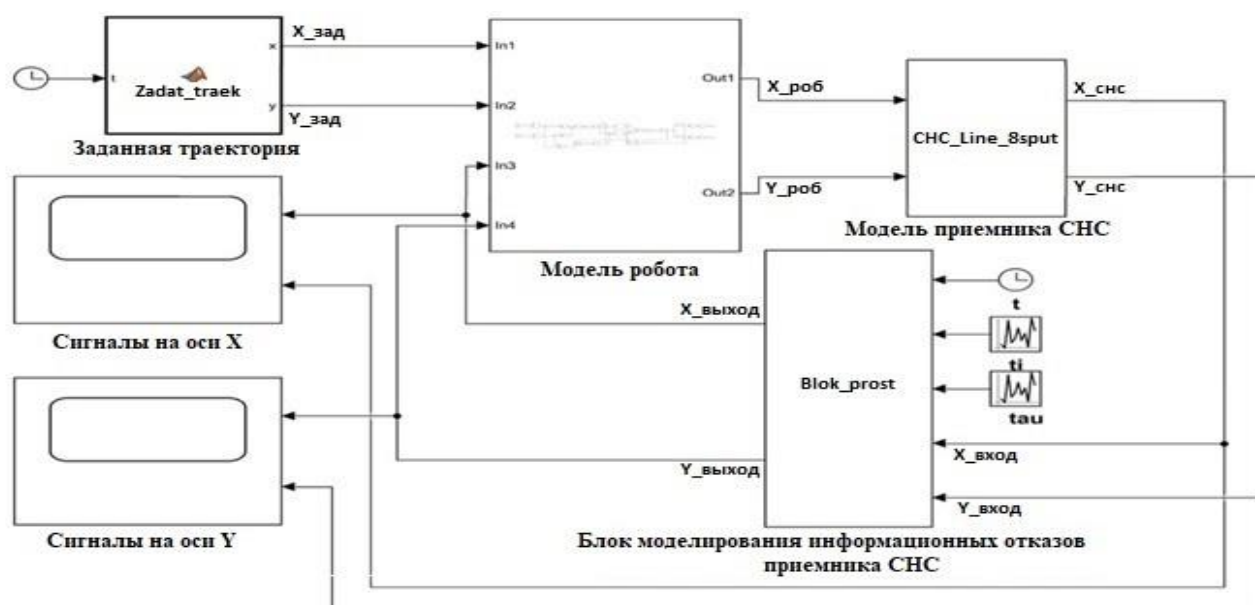 X_зад
x
In1
t
Zadat_traek
Out1
X_роб
X_снс
y
In2
Y_зад
CHC_Line_8sput
Заданная траектория
In3
Out2
Y_роб
Y_снс
In4
Модель приемника СНС
Модель робота
X_выход
t
Сигналы на оси X
ti
Blok_prost
tau
X_вход
Y_выход
Y_вход
Сигналы на оси Y
Блок моделирования информационных отказов
приемника СНС